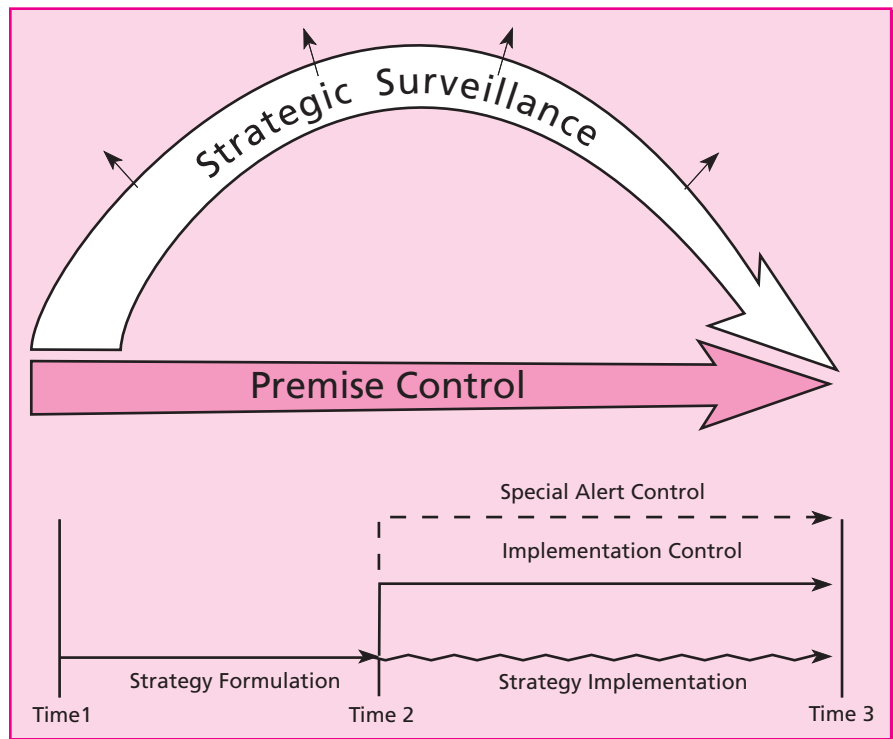 Strategic Surveillance
Premise Control
Special Alert Control
Implementation Control
Strategy Formulation
Strategy Implementation
Time1
Time 2
Time 3